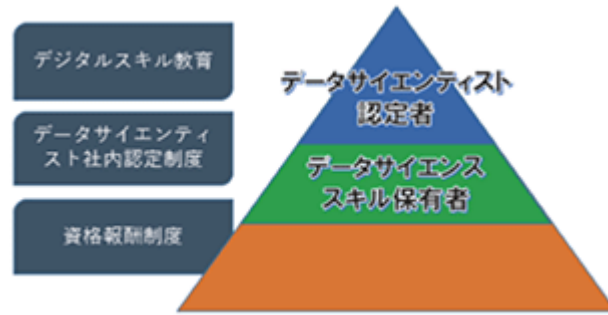 デジタルスキル教育
データサイエンティ
スト社内認定制度
資格報酬制度
データサイエンティスト
認定者
データサイエンス
スキル保有者